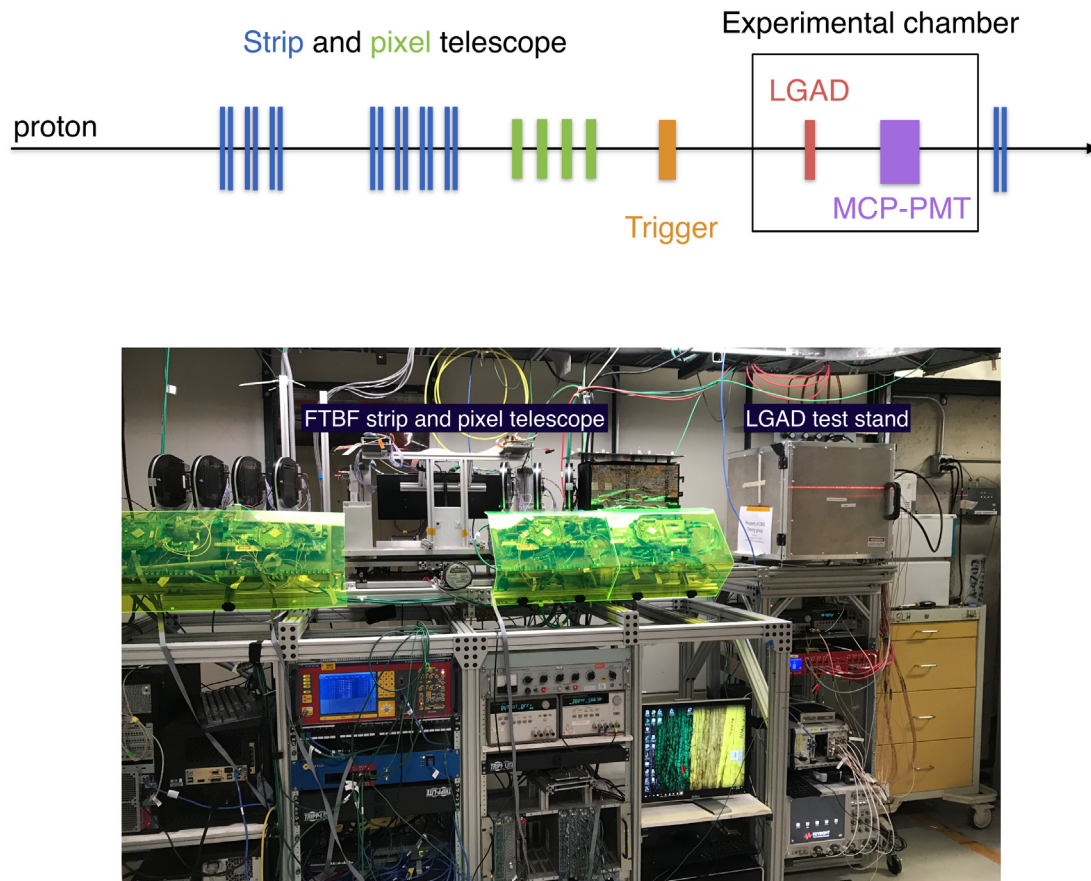 Experimental chamber
Strip and pixel telescope
LGAD
proton
MCP-PMT
Trigger
FTBF strip and pixel telescope
LGAD test stand
KEYSIGHT